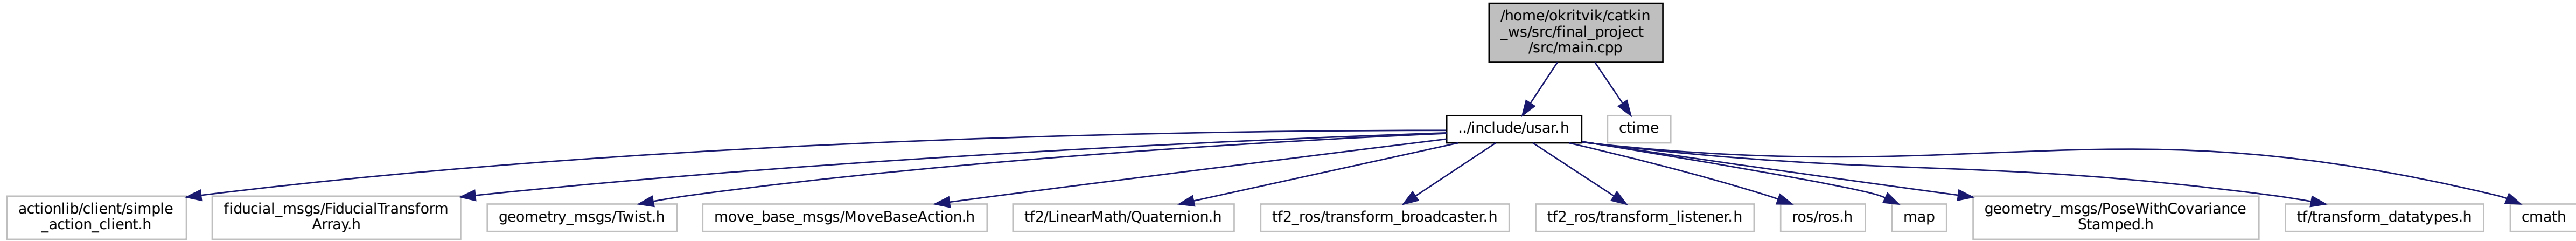 /home/okritvik/catkin
_ws/src/final_project
/src/main.cpp
../include/usar.h
ctime
actionlib/client/simple
_action_client.h
fiducial_msgs/FiducialTransform
Array.h
geometry_msgs/Twist.h
move_base_msgs/MoveBaseAction.h
tf2/LinearMath/Quaternion.h
tf2_ros/transform_broadcaster.h
tf2_ros/transform_listener.h
ros/ros.h
map
geometry_msgs/PoseWithCovariance
Stamped.h
tf/transform_datatypes.h
cmath